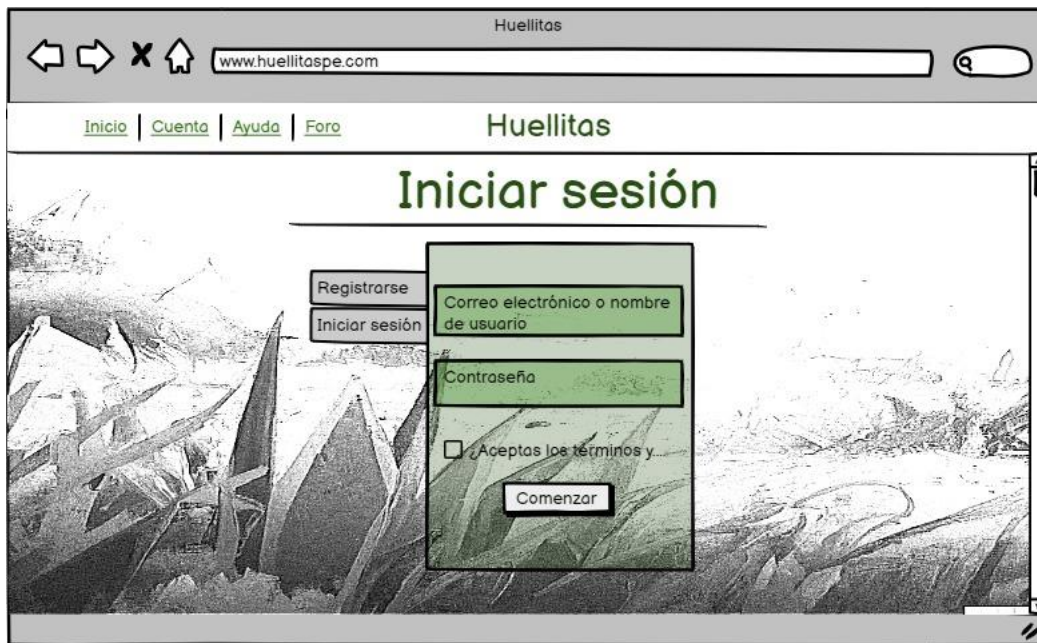 Huellitas
www.huellitaspe.com
Inicio Cuenta Ayuda Foro
Huellitas
Iniciar sesión
Registrarse
Iniciar sesión
Correo electrónico o nombre
de usuario
Contraseña
¿Aceptas los términos y...
Comenzar